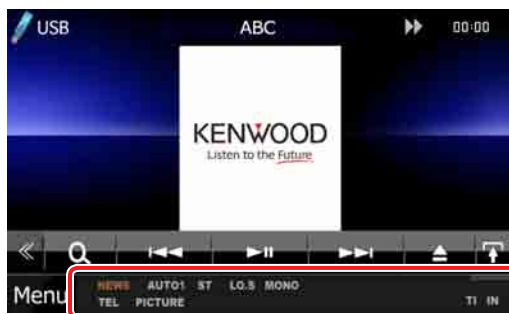 USB ABC 00:00
KENWOOD
Listen to the Future
Menu NEWS AUTO1 ST LO.S MONO
TEL PICTURE TI IN